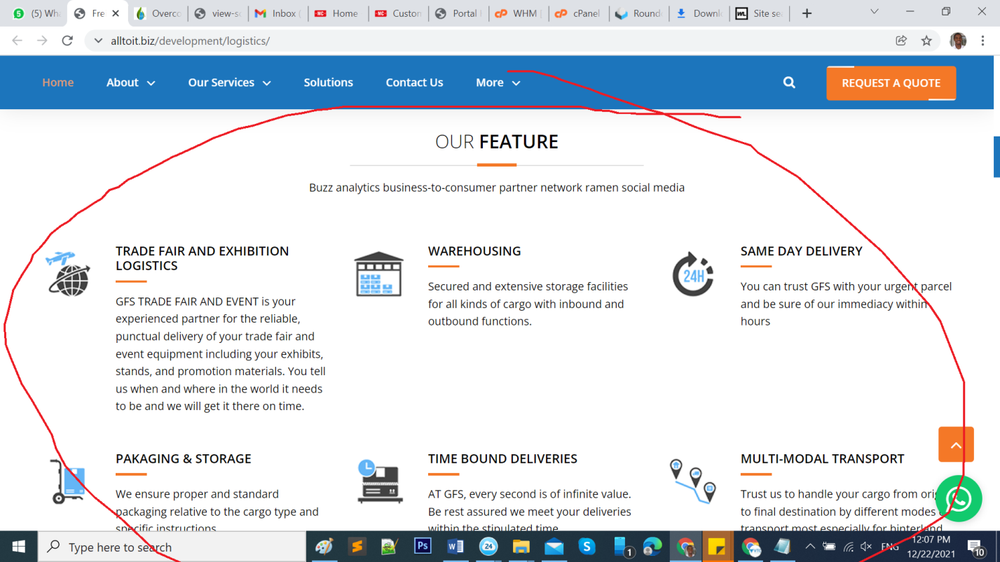 (5) Wha
Fre
Overco
view-so
Inbox (
Home
Custom
Portal
WHM
cPanel
Round
Downl
Site sea
alltoit.biz/development/logistics/
Home About Our Services Solutions Contact Us More REQUEST A QUOTE
OUR FEATURE
Buzz analytics business-to-consumer partner network ramen social media
TRADE FAIR AND EXHIBITION
LOGISTICS
GFS TRADE FAIR AND EVENT is your
experienced partner for the reliable,
punctual delivery of your trade fair and
event equipment including your exhibits,
stands, and promotion materials. You tell
us when and where in the world it needs
to be and we will get it there on time.
WAREHOUSING
Secured and extensive storage facilities
for all kinds of cargo with inbound and
outbound functions.
24H
SAME DAY DELIVERY
You can trust GFS with your urgent parcel
and be sure of our immediacy within
hours
PAKAGING & STORAGE
We ensure proper and standard
packaging relative to the cargo type and
specific instructions
TIME BOUND DELIVERIES
AT GFS, every second is of infinite value.
Be rest assured we meet your deliveries
within the stipulated time
MULTI-MODAL TRANSPORT
Trust us to handle your cargo from
to final destination by different modes
transport most especially for hinterland
Type here to search
Ps
24
1
ENG
12:07 PM
12/22/2021
10